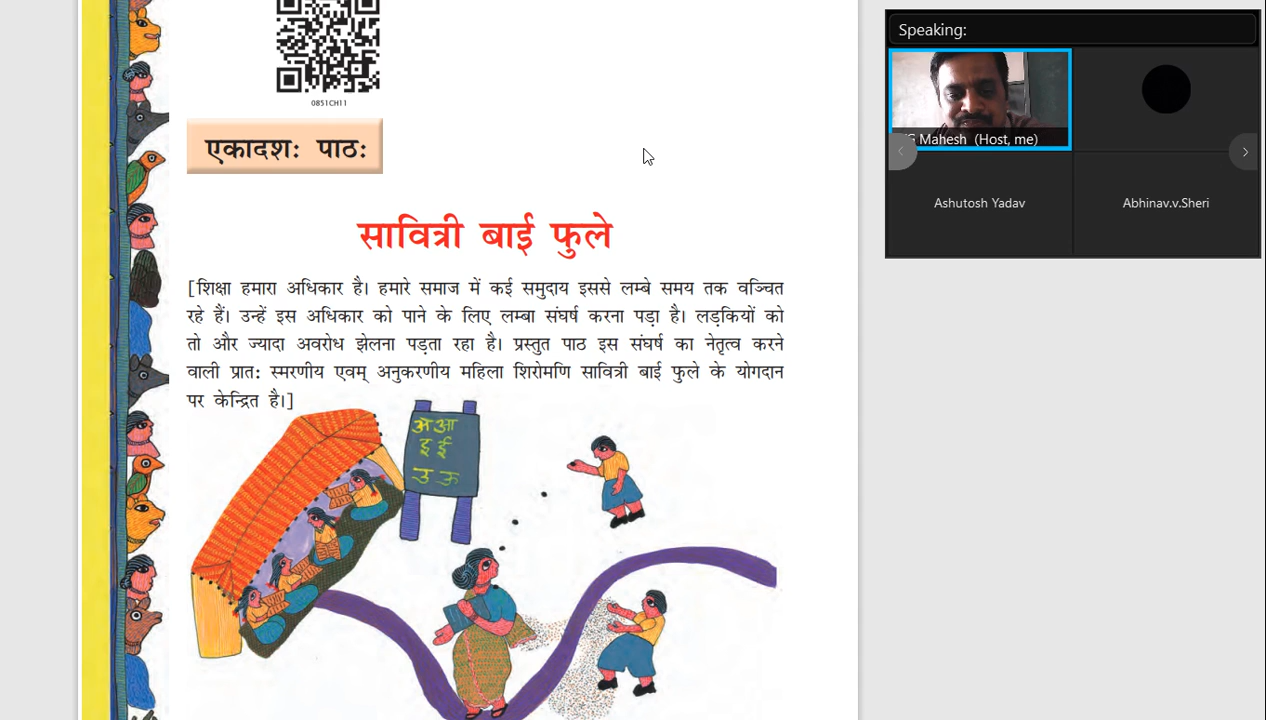 Speaking:
Mahesh (Host, me)
Ashutosh Yadav
Abhinav.v.Sheri
0851CH11
एकादशः पाठः
सावित्री बाई फुले
[शिक्षा हमारा अधिकार है। हमारे समाज में कई समुदाय इससे लम्बे समय तक वञ्चित
रहे हैं। उन्हें इस अधिकार को पाने के लिए लम्बा संघर्ष करना पड़ा है। लड़कियों को
तो और ज्यादा अवरोध झेलना पड़ता रहा है। प्रस्तुत पाठ इस संघर्ष का नेतृत्व करने
वाली प्रातः स्मरणीय एवम् अनुकरणीय महिला शिरोमणि सावित्री बाई फुले के योगदान
पर केन्द्रित है।]
अ आ
इ ई
उ ऊ